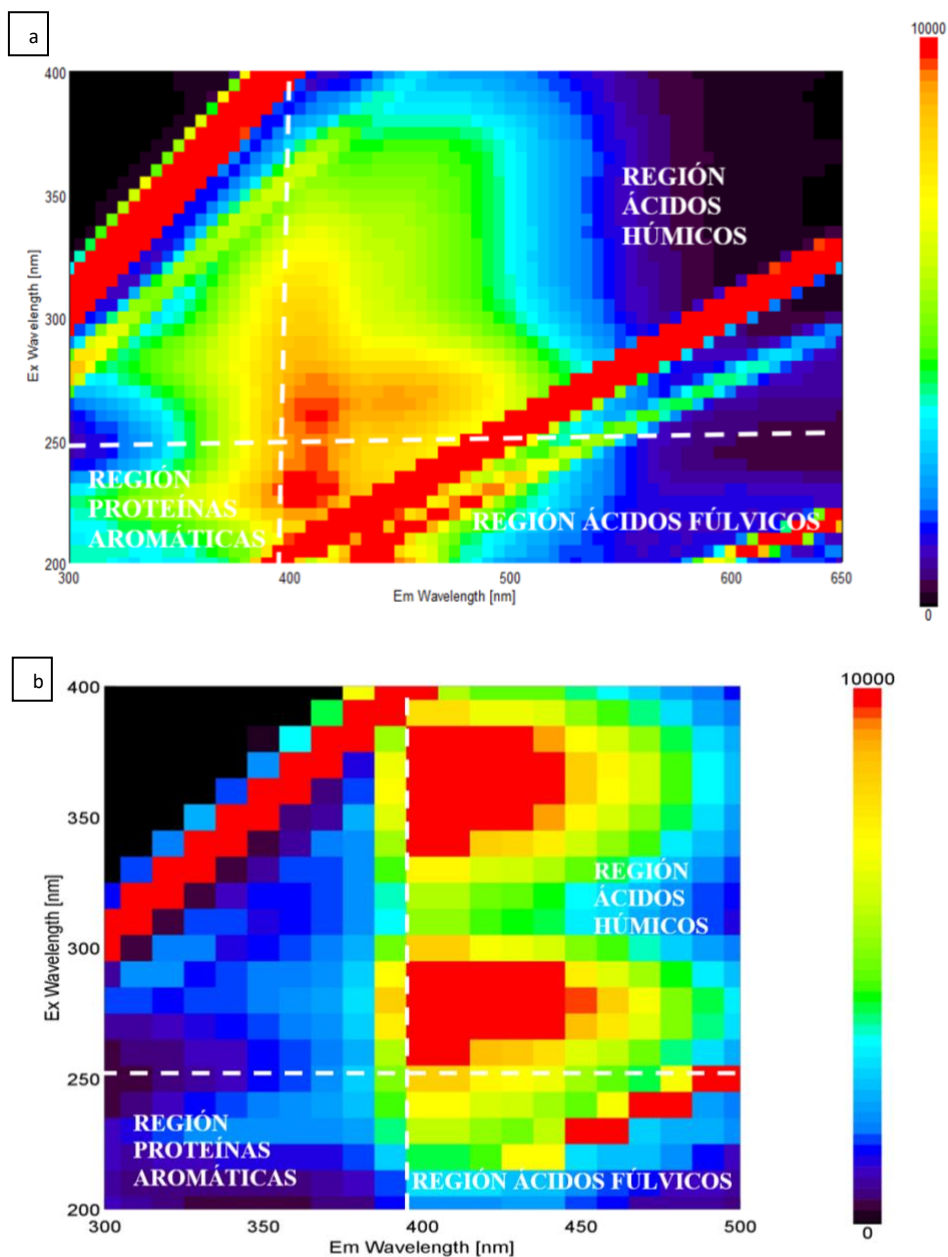 a
10000
400
350
300
250
200
Ex Wavelength [nm]
REGIÓN
ÁCIDOS
HÚMICOS
REGIÓN
PROTEÍNAS
AROMÁTICAS
REGIÓN ÁCIDOS FÚLVICOS
300
400
500
600
650
Em Wavelength [nm]
0
b
10000
400
350
300
250
200
Ex Wavelength [nm]
REGIÓN
ÁCIDOS
HÚMICOS
REGIÓN
PROTEÍNAS
AROMÁTICAS
REGIÓN ÁCIDOS FÚLVICOS
300
350
400
450
500
Em Wavelength [nm]
0